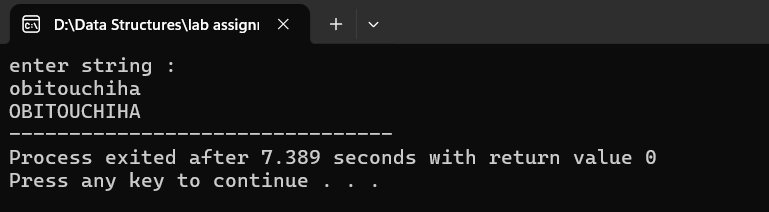 D:\Data Structures\lab assignr
enter string :
obitouchiha
OBITOUCHIHA
--------------------------------
Process exited after 7.389 seconds with return value 0
Press any key to continue . . .